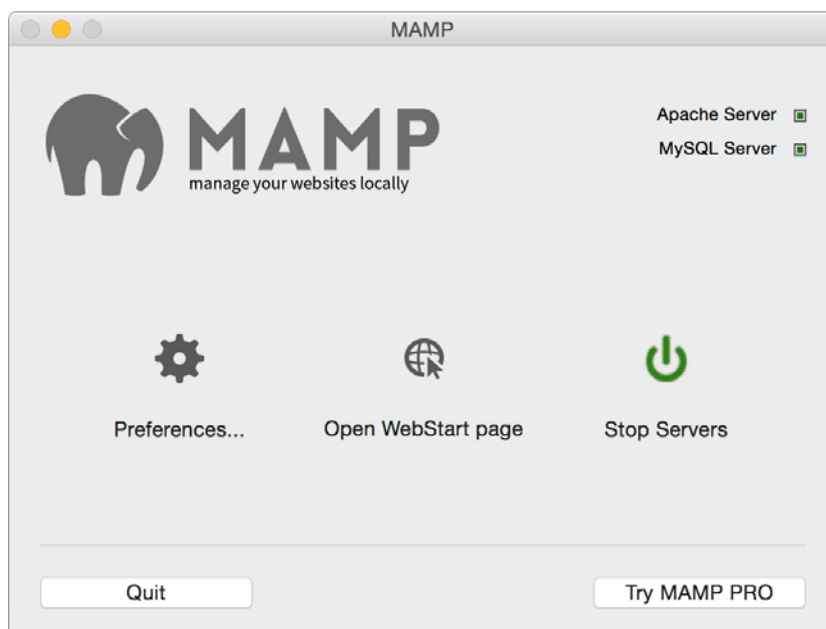 MAMP
MAMP
manage your websites locally
Apache Server
MySQL Server
Preferences...
Open WebStart page
Stop Servers
Quit
Try MAMP PRO